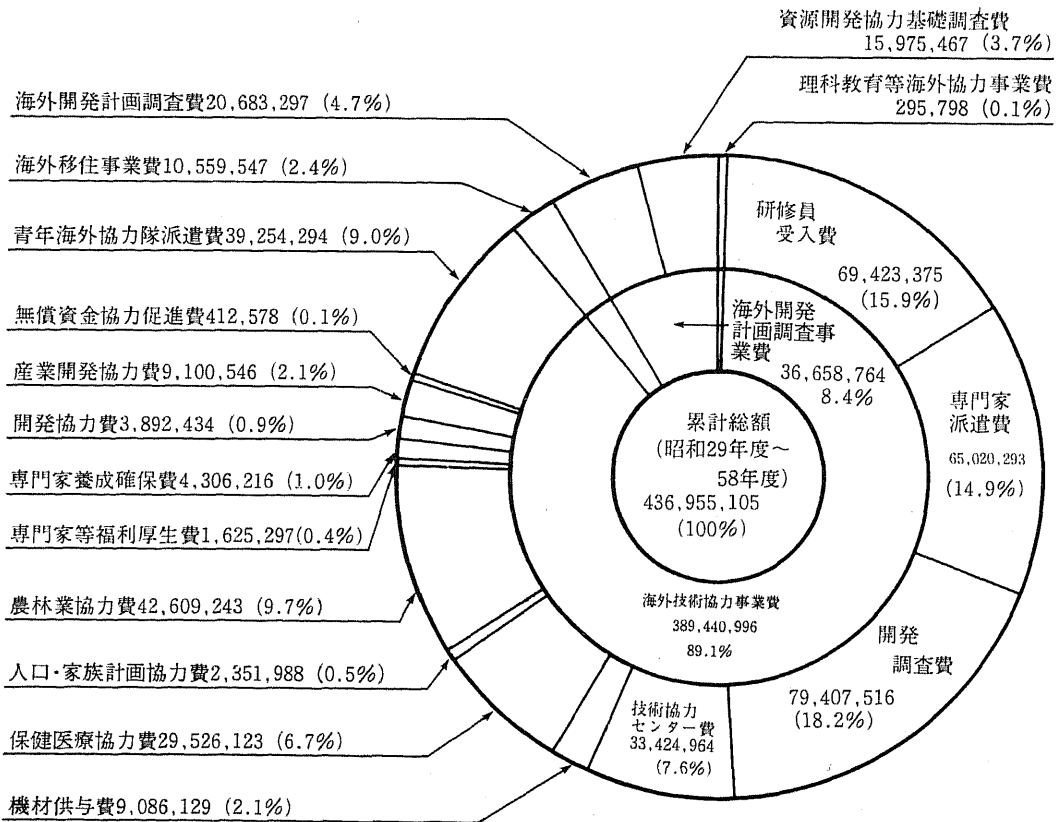 資源開発協力基礎調査費
15,975,467 (3.7%)
理科教育等海外協力事業費
295,798 (0.1%)
海外開発計画調査費20,683,297 (4.7%)
海外移住事業費10,559,547 (2.4%)
青年海外協力隊派遣費39,254,294 (9.0%)
無償資金協力促進費412,578 (0.1%)
産業開発協力費9,100,546 (2.1%)
開発協力費3,892,434 (0.9%)
専門家養成確保費4,306,216 (1.0%)
専門家等福利厚生費1,625,297(0.4%)
農林業協力費42,609,243 (9.7%)
人口・家族計画協力費2,351,988 (0.5%)
保健医療協力費29,526,123 (6.7%)
機材供与費9,086,129 (2.1%)
研修員
受入費
69,423,375
(15.9%)
専門家
派遣費
65,020,293
(14.9%)
開発
調査費
79,407,516
(18.2%)
技術協力
センター費
33,424,964
(7.6%)
海外開発
計画調査事
業費
36,658,764
8.4%
累計総額
(昭和29年度～
58年度)
436,955,105
(100%)
海外技術協力事業費
389,440,996
89.1%